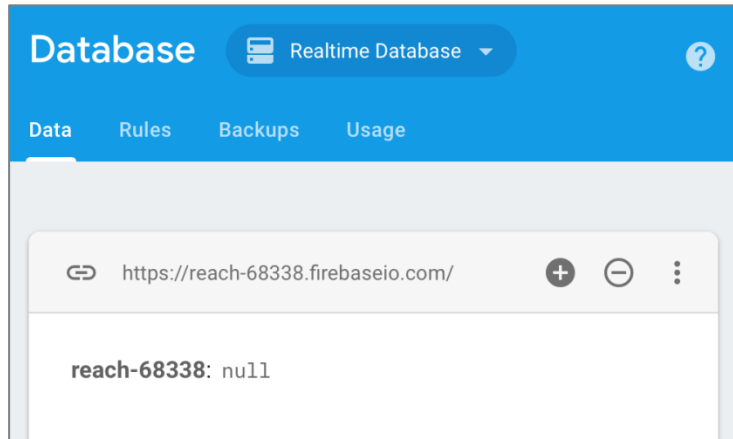 Database Realtime Database
Data Rules Backups Usage
https://reach-68338.firebaseio.com/
reach-68338: null